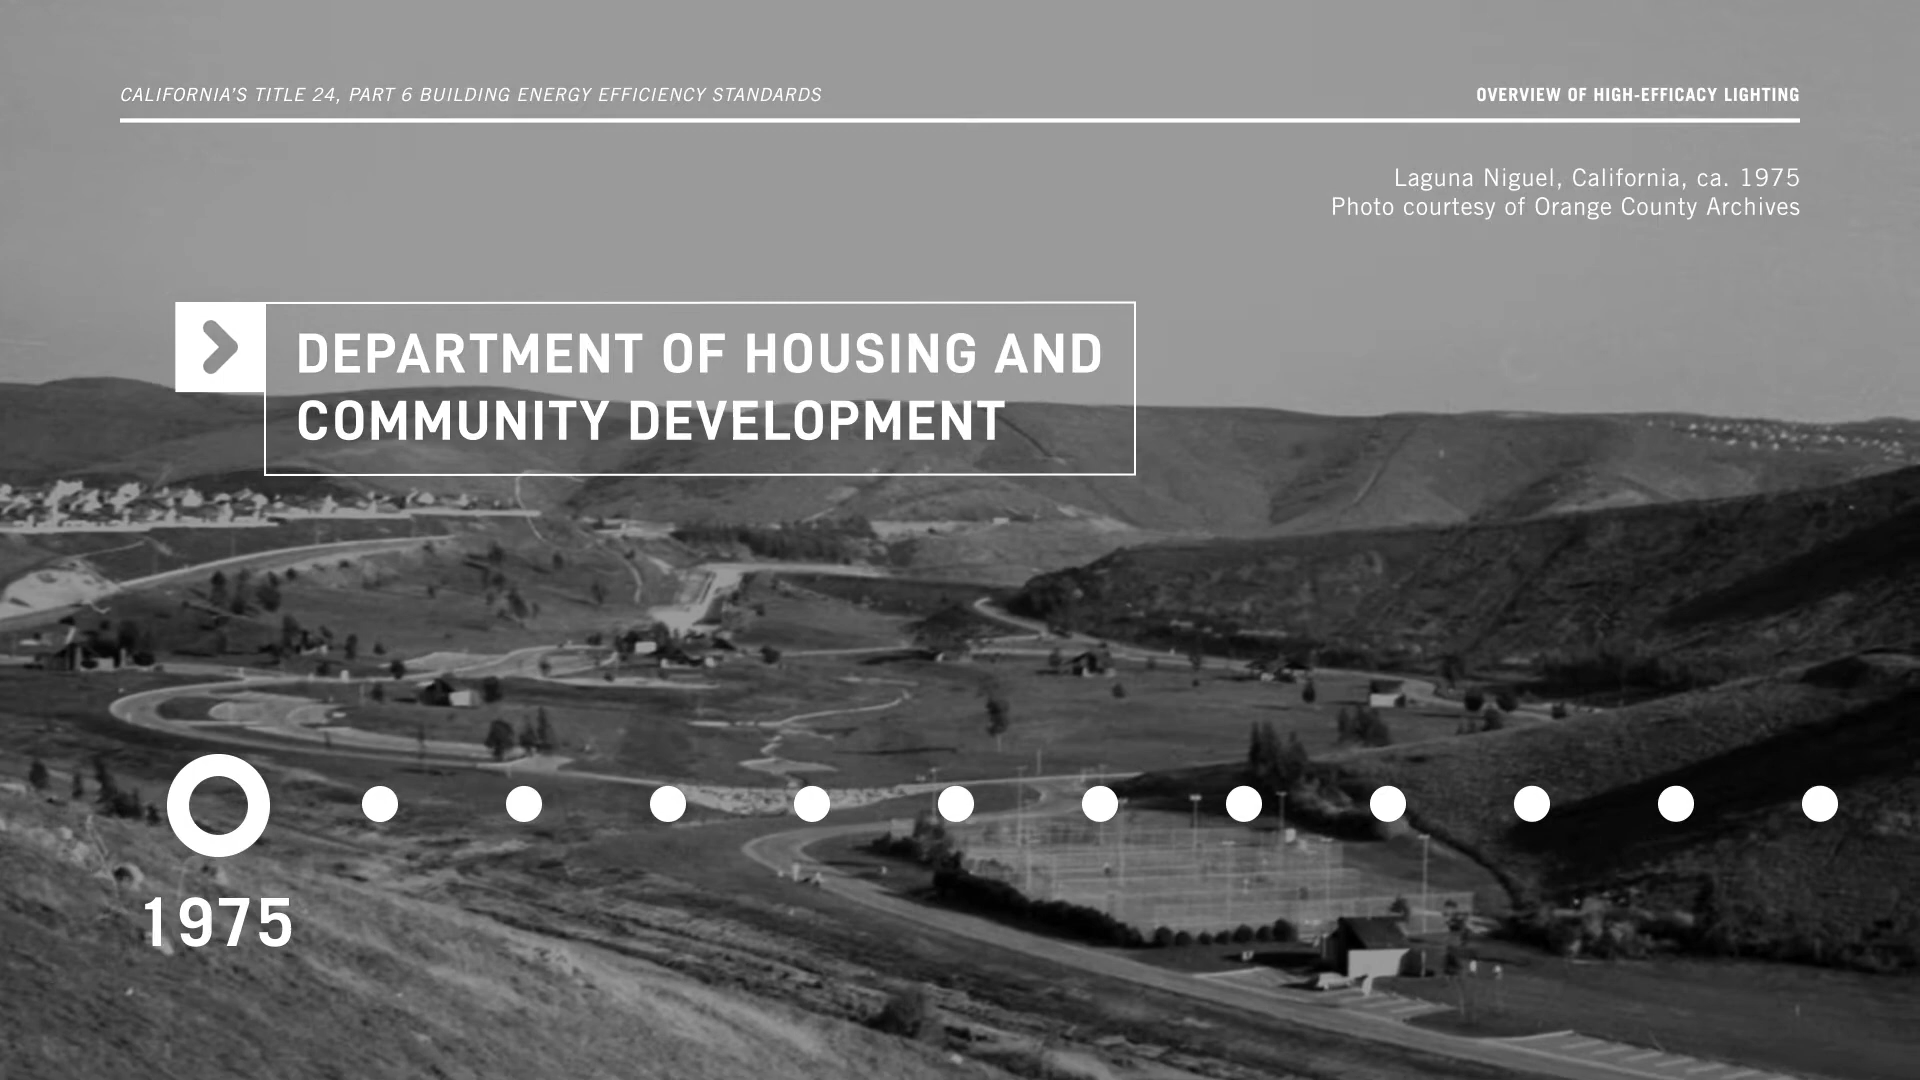 CALIFORNIA'S TITLE 24, PART 6 BUILDING ENERGY EFFICIENCY STANDARDS
OVERVIEW OF HIGH-EFFICACY LIGHTING
Laguna Niguel, California, ca. 1975
Photo courtesy of Orange County Archives
DEPARTMENT OF HOUSING AND
COMMUNITY DEVELOPMENT
1975